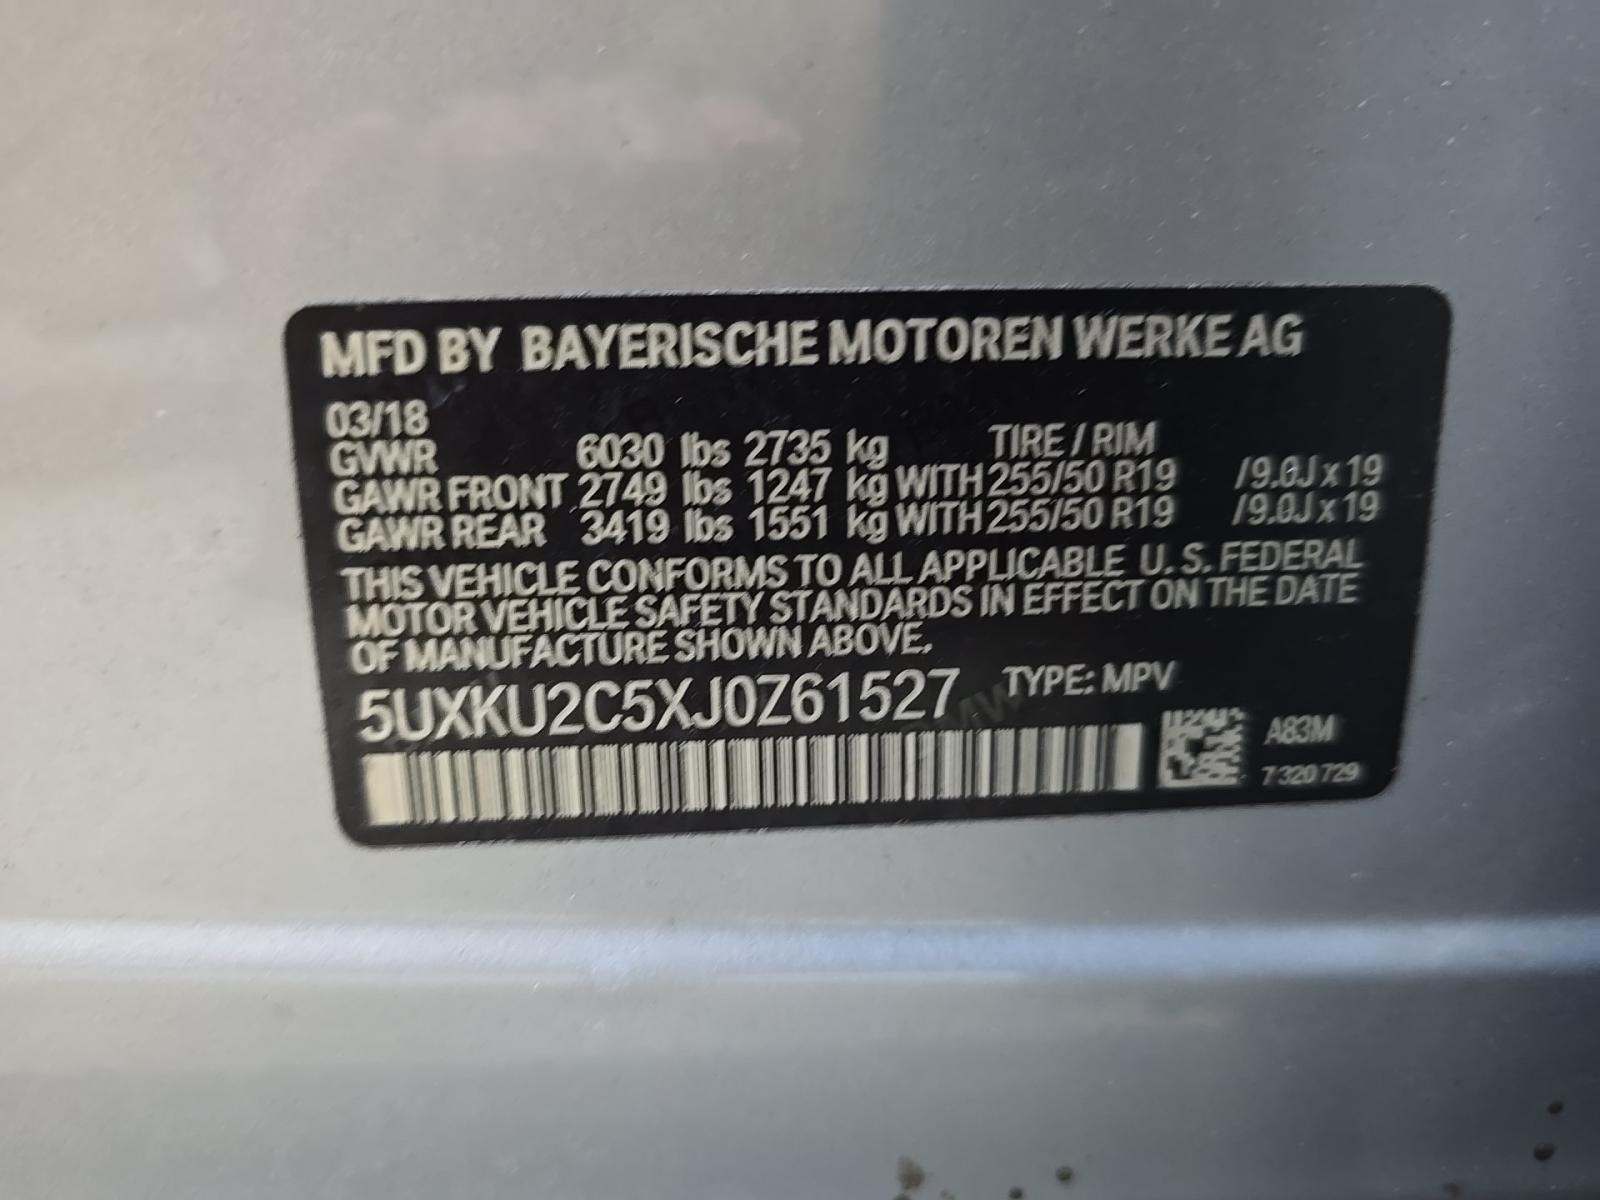 MFD BY BAYERISCHE MOTOREN WERKE AG
03/18
GVWR 6030 lbs 2735 kg TIRE / RIM
GAWR FRONT 2749 lbs 1247 kg WITH 255/50 R19 /9.0J x 19
GAWR REAR 3419 lbs 1551 kg WITH 255/50 R19 /9.0J x 19
THIS VEHICLE CONFORMS TO ALL APPLICABLE U.S. FEDERAL
MOTOR VEHICLE SAFETY STANDARDS IN EFFECT ON THE DATE
OF MANUFACTURE SHOWN ABOVE.
5UXKU2C5XJ0Z61527 TYPE: MPV
A83M
7 320 729